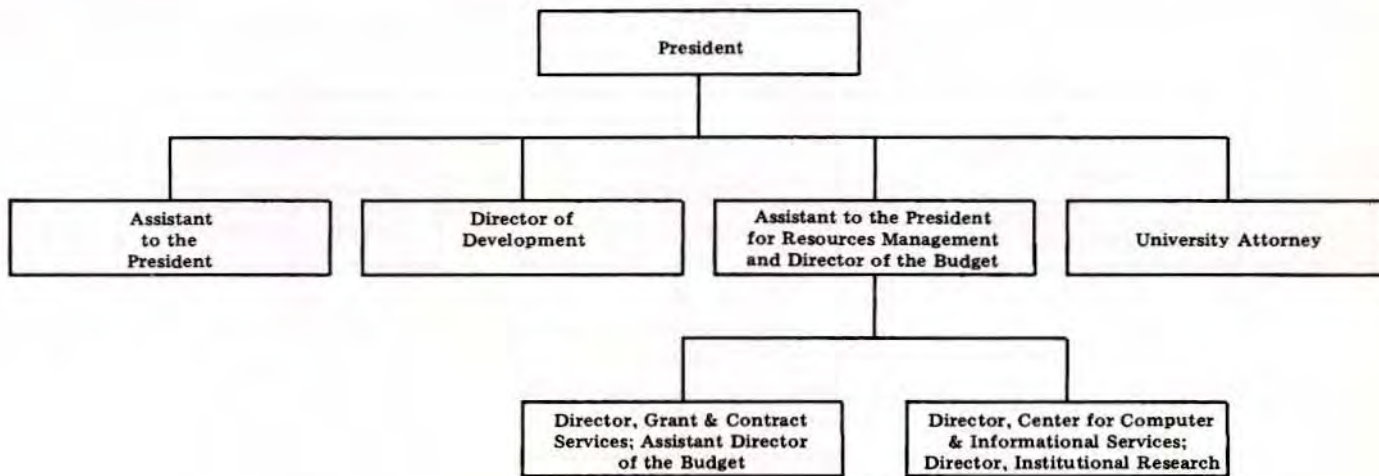 President
Assistant
to the
President
Director of
Development
Assistant to the President
for Resources Management
and Director of the Budget
University Attorney
Director, Grant & Contract
Services; Assistant Director
of the Budget
Director, Center for Computer
& Informational Services;
Director, Institutional Research